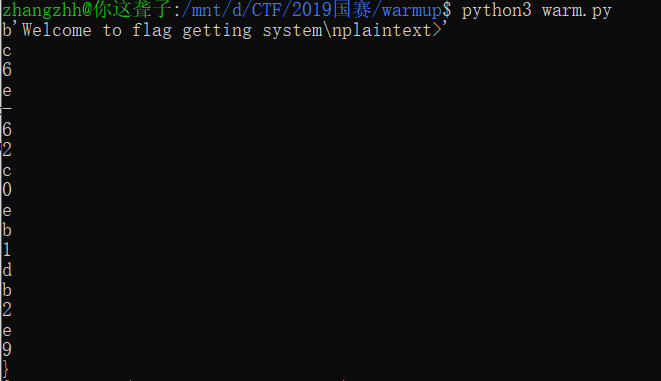 zhangzhh@你这聋了:/mnt/d/CTF/2019国赛/warmup$ python3 warm.py
b'Welcome to flag getting system\nplaintext>'
c
6
e
-
6
2
c
0
e
b
1
d
b
2
e
9
}